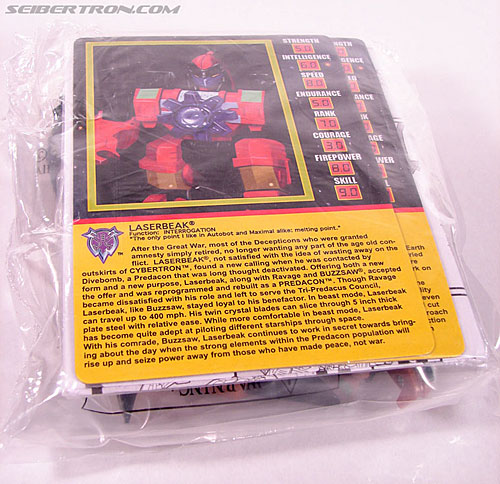 SEIBERTRON.COM
STRENGTH
INTELLIGENCE
SPEED
ENDURANCE
5.0
RANK
7.0
COURAGE
3.0
FIREPOWER
SKILL
9.0
LASERBEAK®
Function: INTERROGATION
"The only point I like in Autobot and Maximal alike: melting point."
After the Great War, most of the Decepticons who were granted
amnesty simply retired, no longer wanting any part of the age old con-
flict. LASERBEAK®, not satisfied with the idea of wasting away on the
outskirts of CYBERTRON™, found a new calling when he was contacted by
Divebomb, a Predacon that was long thought deactivated. Offering both a new
form and a new purpose, Laserbeak, along with Ravage and BUZZSAW®, accepted
the offer and was reprogrammed and rebuilt as a PREDACON™. Though Ravage
became dissatisfied with his role and left to serve the Tri-Predacus Council,
Laserbeak, like Buzzsaw, stayed loyal to his benefactor. In beast mode, Laserbeak
can travel up to 400 mph. His twin crystal blades can slice through 5 inch thick
plate steel with relative ease. While more comfortable in beast mode, Laserbeak
has become quite adept at piloting different starships through space.
With his comrade, Buzzsaw, Laserbeak continues to work in secret towards bring-
ing about the day when the strong elements within the Predacon population will
rise up and seize power away from those who have made peace, not war.
WARNING